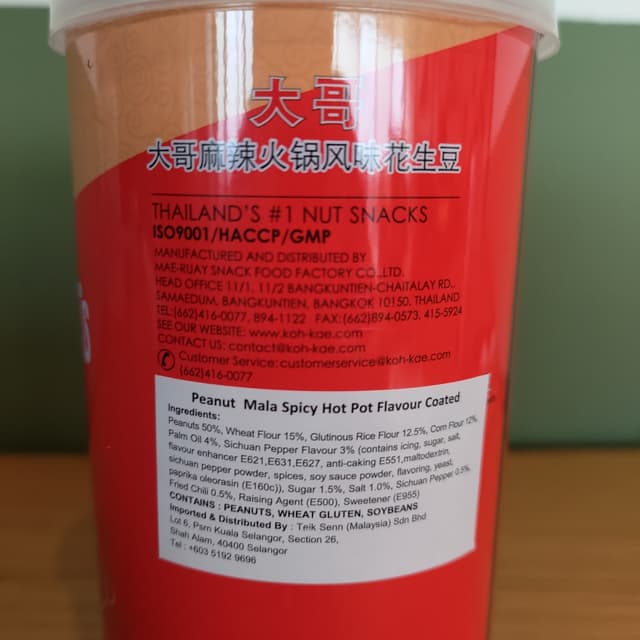 大哥
大哥麻辣火锅风味花生豆
THAILAND'S #1 NUT SNACKS
ISO9001/HACCP/GMP
MANUFACTURED AND DISTRIBUTED BY
MAE-RUAY SNACK FOOD FACTORY CO.,LTD.
HEAD OFFICE 11/1, 11/2 BANGKUNTIEN-CHAITALAY RD.,
SAMAEDUM, BANGKUNTIEN, BANGKOK 10150, THAILAND
TEL:(662)416-0077, 894-1122 FAX:(662)894-0573, 415-5924
SEE OUR WEBSITE: www.koh-kae.com
CONTACT US: contact@koh-kae.com
Customer Service: customerservice@koh-kae.com
(662)416-0077
Peanut Mala Spicy Hot Pot Flavour Coated
Ingredients:
Peanuts 50%, Wheat Flour 15%, Glutinous Rice Flour 12.5%, Corn Flour 12%,
Palm Oil 4%, Sichuan Pepper Flavour 3% (contains icing, sugar, salt,
flavour enhancer E621,E631,E627, anti-caking E551,maltodextrin,
sichuan pepper powder, spices, soy sauce powder, flavoring, yeast,
paprika oleorasin (E160c)), Sugar 1.5%, Salt 1.0%, Sichuan Pepper 0.5%,
Fried Chili 0.5%, Raising Agent (E500), Sweetener (E955)
CONTAINS : PEANUTS, WHEAT GLUTEN, SOYBEANS
Imported & Distributed By : Teik Senn (Malaysia) Sdn Bhd
Lot 6, Psrn Kuala Selangor, Section 26,
Shah Alam, 40400 Selangor
Tel : +603 5192 9696